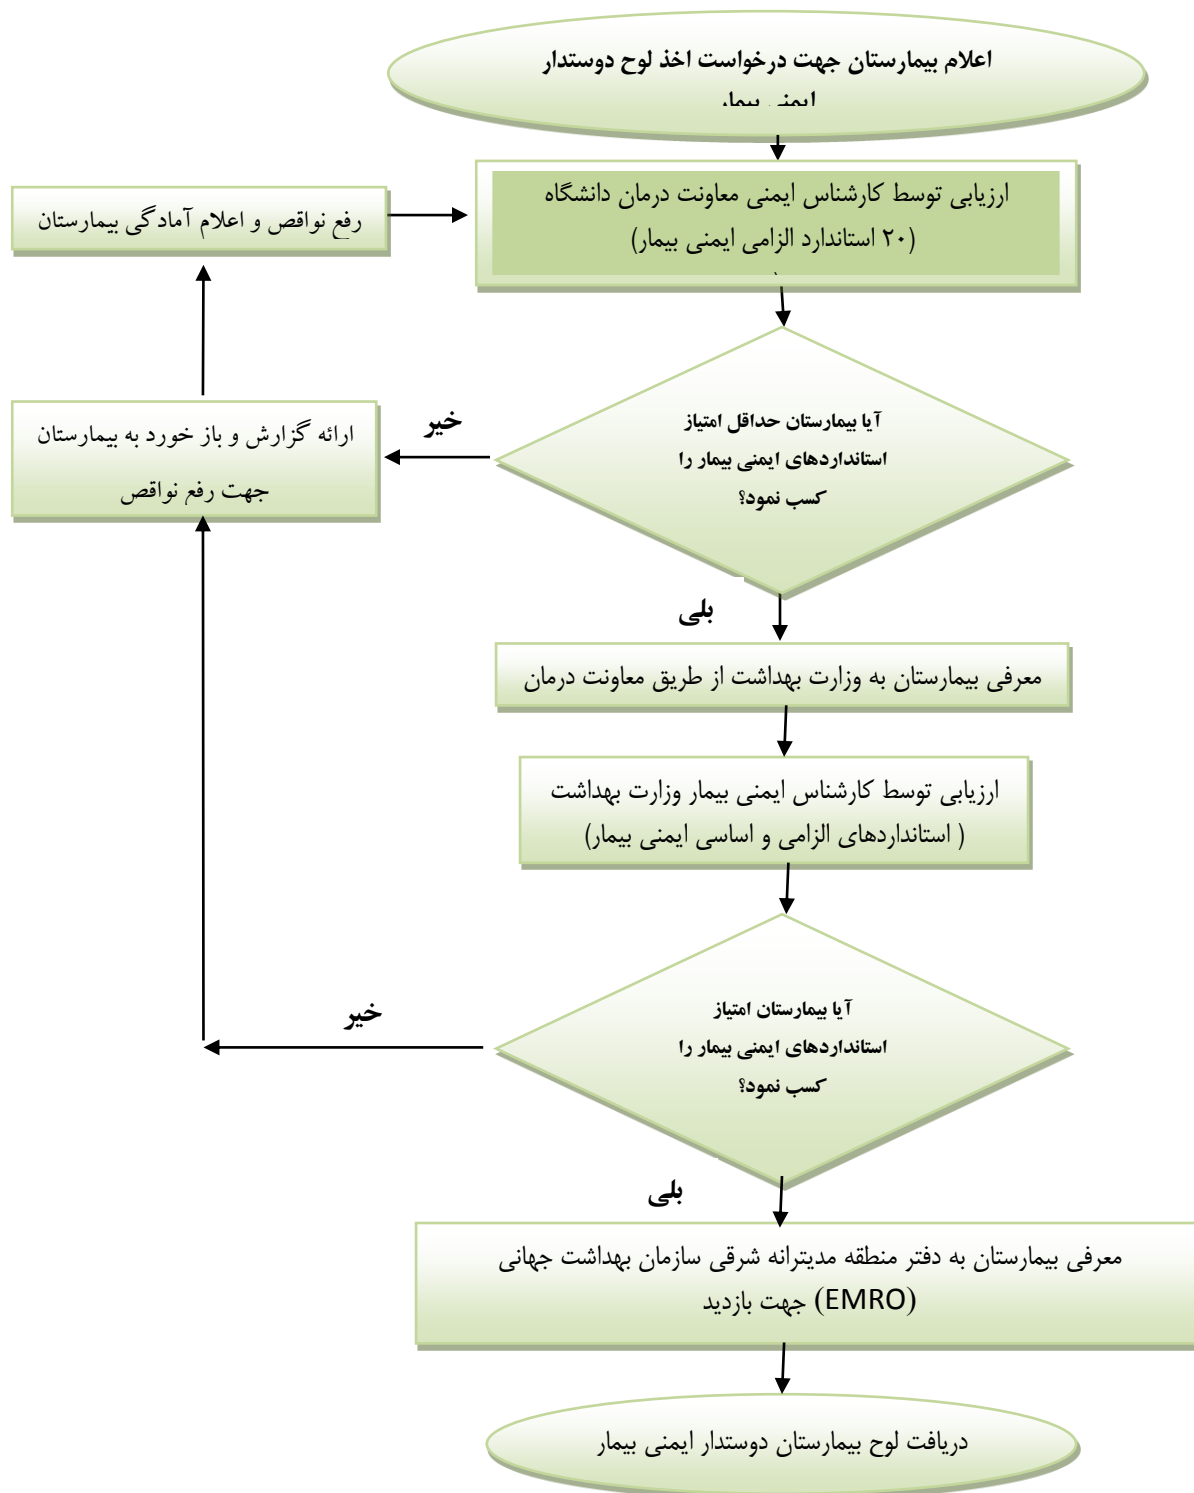 اعلام بیمارستان جهت درخواست اخذ لوح دوستدار
ایمنی بیمار
ارزیابی توسط کارشناس ایمنی معاونت درمان دانشگاه
(۲۰ استاندارد الزامی ایمنی بیمار)
رفع نواقص و اعلام آمادگی بیمارستان
آیا بیمارستان حداقل امتیاز
استانداردهای ایمنی بیمار را
کسب نمود؟
خیر
ارائه گزارش و باز خورد به بیمارستان
جهت رفع نواقص
بلی
معرفی بیمارستان به وزارت بهداشت از طریق معاونت درمان
ارزیابی توسط کارشناس ایمنی بیمار وزارت بهداشت
( استانداردهای الزامی و اساسی ایمنی بیمار)
آیا بیمارستان امتیاز
استانداردهای ایمنی بیمار را
کسب نمود؟
خیر
بلی
معرفی بیمارستان به دفتر منطقه مدیترانه شرقی سازمان بهداشت جهانی
(EMRO) جهت بازدید
دریافت لوح بیمارستان دوستدار ایمنی بیمار